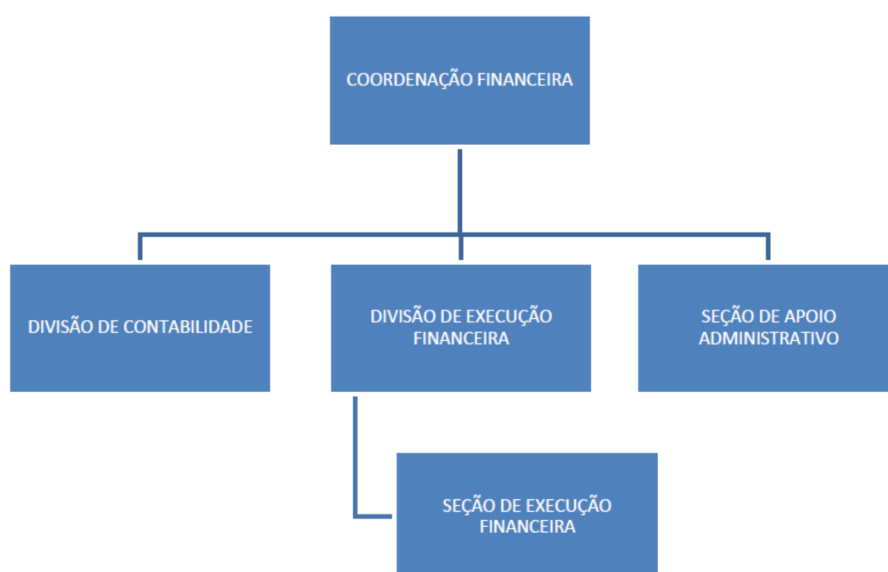 COORDENAÇÃO FINANCEIRA
DIVISÃO DE CONTABILIDADE
DIVISÃO DE EXECUÇÃO
FINANCEIRA
SEÇÃO DE APOIO
ADMINISTRATIVO
SEÇÃO DE EXECUÇÃO
FINANCEIRA